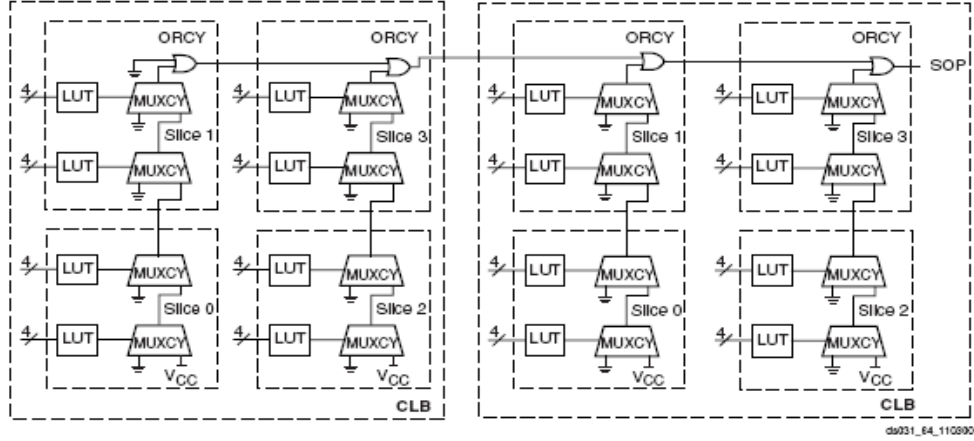 ORCY ORCY ORCY ORCY
SOP
4 LUT MUXCY 4 LUT MUXCY 4 LUT MUXCY 4 LUT MUXCY
Slice 1 Slice 3 Slice 1 Slice 3
4 LUT MUXCY 4 LUT MUXCY 4 LUT MUXCY 4 LUT MUXCY
4 LUT MUXCY 4 LUT MUXCY 4 LUT MUXCY 4 LUT MUXCY
Slice 0 Slice 2 Slice 0 Slice 2
4 LUT MUXCY 4 LUT MUXCY 4 LUT MUXCY 4 LUT MUXCY
VCC VCC VCC VCC
CLB CLB
ds031_64_110300